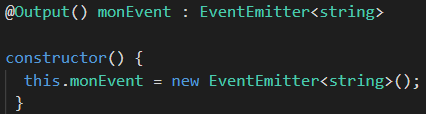 @Output() monEvent : EventEmitter<string>
constructor() {
this.monEvent = new EventEmitter<string>();
}